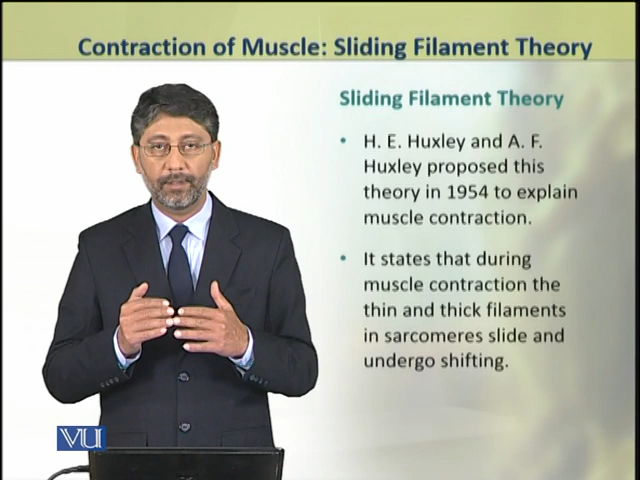 Contraction of Muscle: Sliding Filament Theory
Sliding Filament Theory
• H. E. Huxley and A. F.
Huxley proposed this
theory in 1954 to explain
muscle contraction.
• It states that during
muscle contraction the
thin and thick filaments
in sarcomeres slide and
undergo shifting.
VU